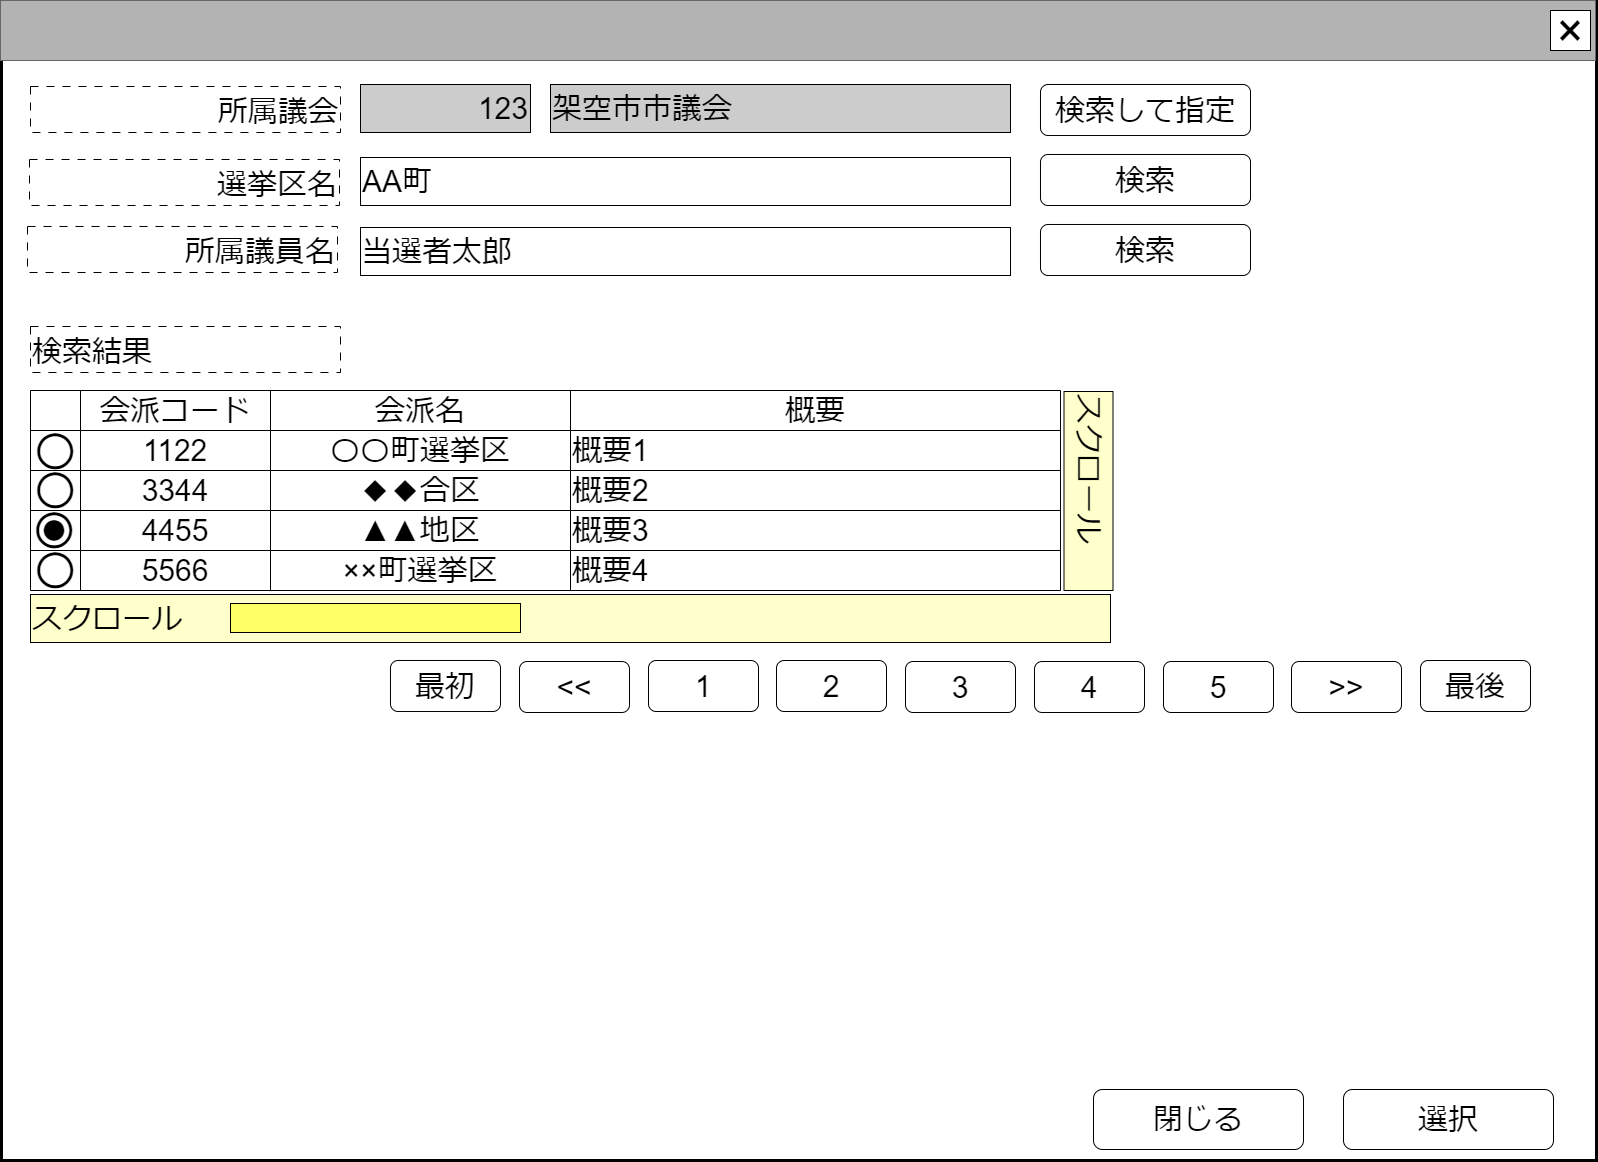 所属議会 123 架空市市議会 検索して指定
選挙区名 AA町 検索
所属議員名 当選者太郎 検索
検索結果
会派コード 会派名 概要
1122 〇〇町選挙区 概要1
3344 ◆◆合区 概要2
4455 ▲▲地区 概要3
5566 ××町選挙区 概要4
スクロール
スクロール
最初 << 1 2 3 4 5 >> 最後
閉じる 選択